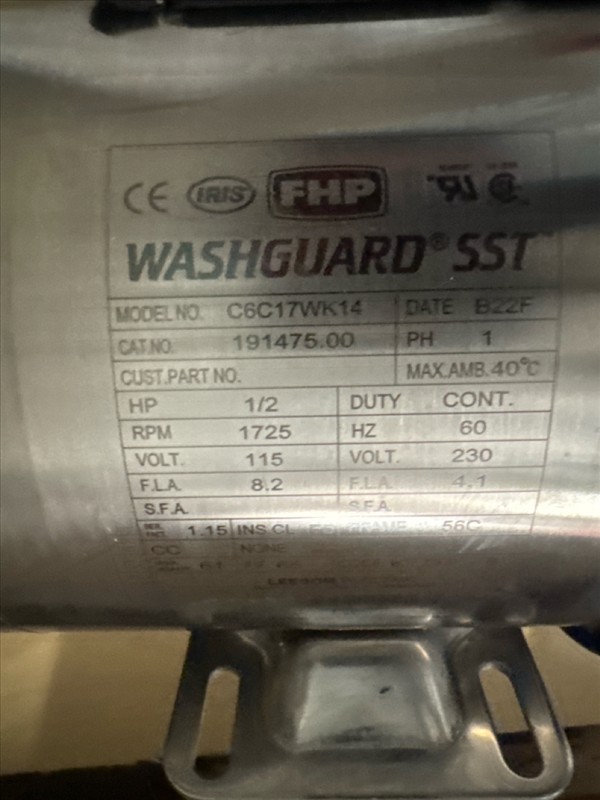 CE IRIS FHP
WASHGUARD® SST
MODEL NO. C6C17WK14 DATE B22F
CAT.NO. 191475.00 PH 1
CUST.PART NO. MAX.AMB. 40°C
HP 1/2 DUTY CONT.
RPM 1725 HZ 60
VOLT. 115 VOLT. 230
F.L.A. 8,2 F.L.A. 4,1
S.F.A. S.F.A.
1.15 INS CL FRAME 56C
CC NONE